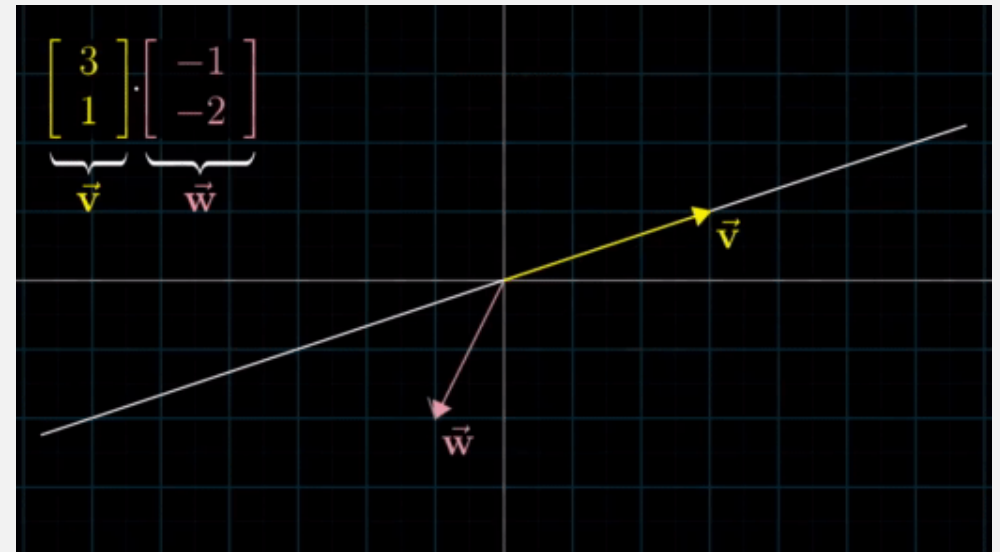 [3 1] · [-1 -2]
v⃗ w⃗
v⃗
w⃗